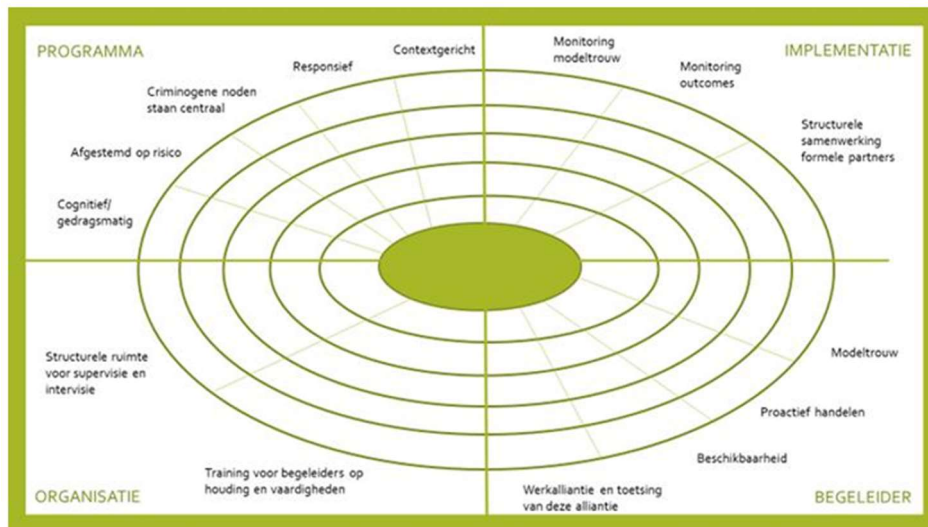 PROGRAMMA
Contextgericht
Responsief
Criminogene noden
staan centraal
Afgestemd op risico
Cognitief/
gedragsmatig
IMPLEMENTATIE
Monitoring
modeltrouw
Monitoring
outcomes
Structurele
samenwerking
formele partners
Structurele ruimte
voor supervisie en
intervisie
Training voor begeleiders op
houding en vaardigheden
ORGANISATIE
Modeltrouw
Proactief handelen
Beschikbaarheid
Werkalliantie en toetsing
van deze alliantie
BEGELEIDER